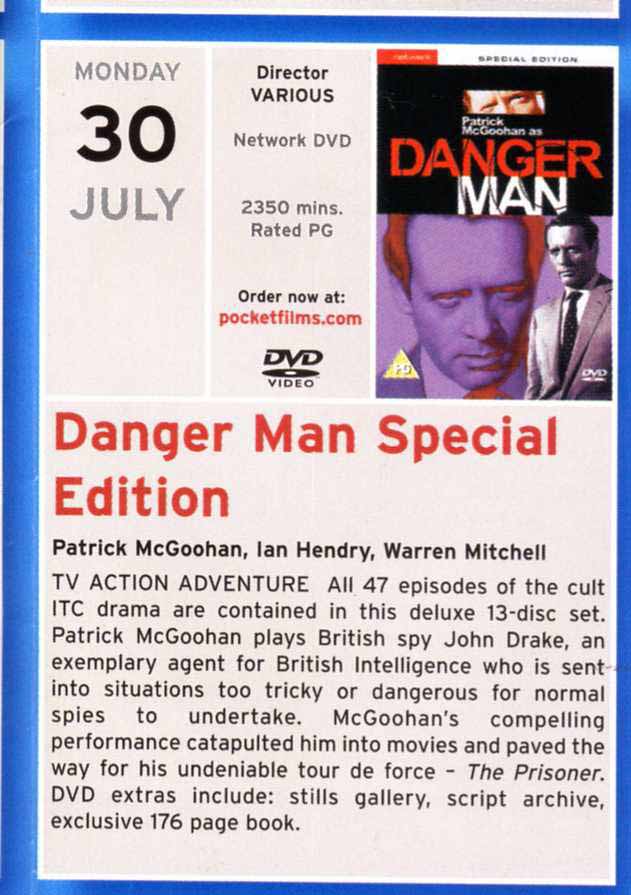 MONDAY
30
JULY
Director
VARIOUS
Network DVD
2350 mins.
Rated PG
Order now at:
pocketfilms.com
DVD
VIDEO
network
SPECIAL EDITION
Patrick
McGoohan as
DANGER
MAN
PG
DVD
Danger Man Special
Edition
Patrick McGoohan, Ian Hendry, Warren Mitchell
TV ACTION ADVENTURE All 47 episodes of the cult
ITC drama are contained in this deluxe 13-disc set.
Patrick McGoohan plays British spy John Drake, an
exemplary agent for British Intelligence who is sent
into situations too tricky or dangerous for normal
spies to undertake. McGoohan's compelling
performance catapulted him into movies and paved the
way for his undeniable tour de force – The Prisoner.
DVD extras include: stills gallery, script archive,
exclusive 176 page book.